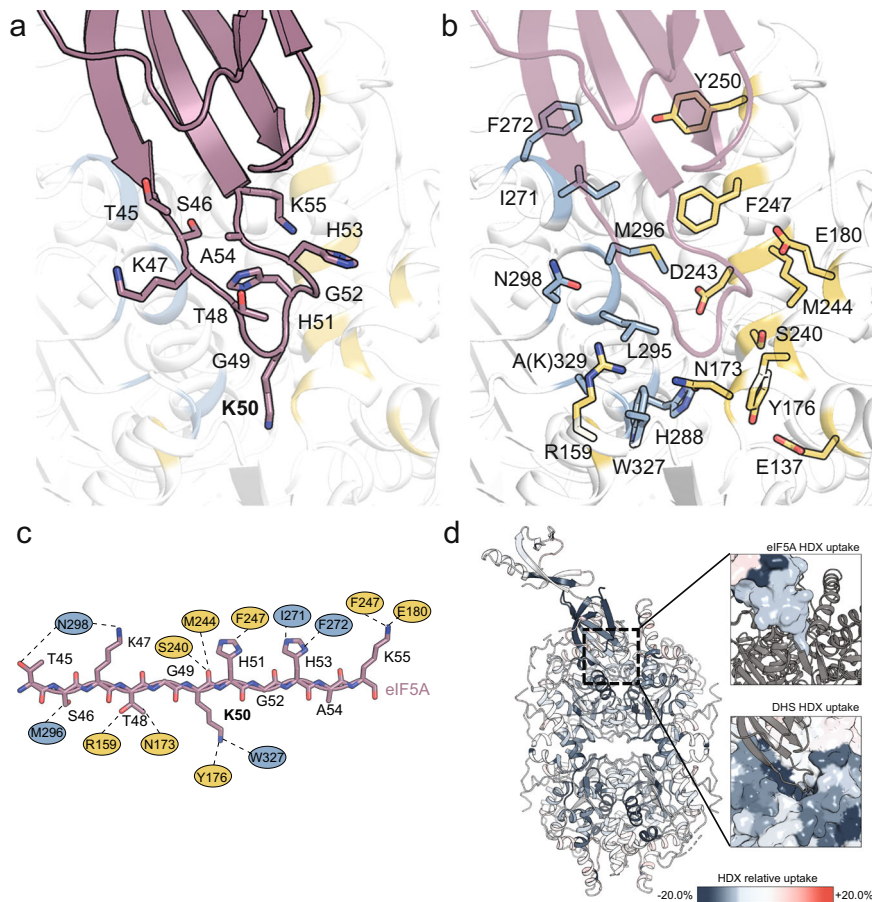 a
T45
S46
K55
K47
A54
H53
G52
T48
H51
G49
K50
b
Y250
F272
I271
F247
M296
E180
N298
D243
M244
S240
L295
A(K)329
N173
Y176
R159
H288
W327
E137
c
N298
M244
F247
I271
F272
F247
E180
S240
T45
K47
G49
H51
H53
K55
eIF5A
M296
S46
T48
K50
G52
A54
R159
N173
Y176
W327
d
eIF5A HDX uptake
DHS HDX uptake
HDX relative uptake
-20.0%
+20.0%